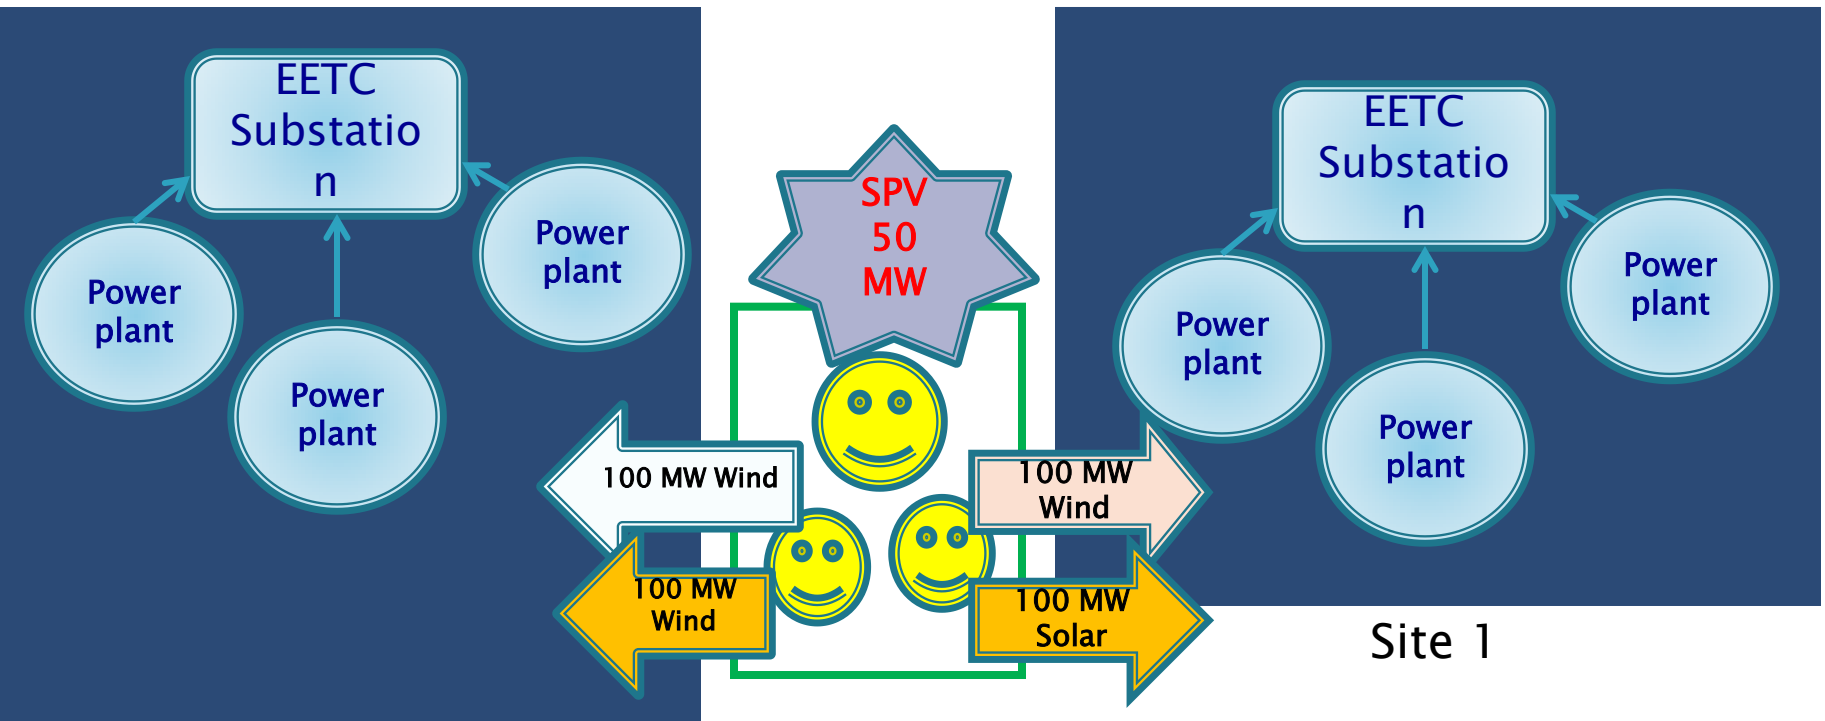 EETC
Substatio
n
Power
plant
Power
plant
Power
plant
SPV
50
MW
EETC
Substatio
n
Power
plant
Power
plant
Power
plant
100 MW Wind
100 MW
Wind
100 MW
Wind
100 MW
Solar
Site 1